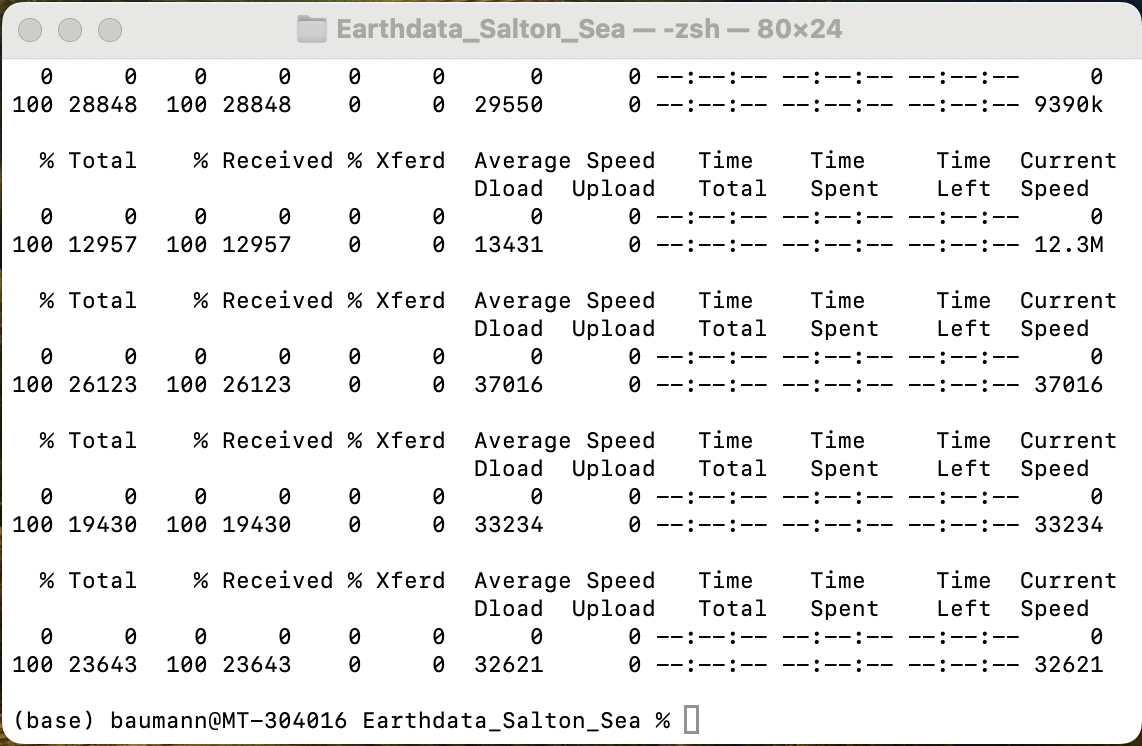 Earthdata_Salton_Sea — -zsh — 80×24
  0     0   0     0   0     0      0      0 --:--:-- --:--:-- --:--:--     0
100 28848 100 28848   0     0  29550      0 --:--:-- --:--:-- --:--:-- 9390k
  % Total    % Received % Xferd  Average Speed   Time    Time     Time  Current
                                 Dload  Upload   Total   Spent    Left  Speed
  0     0   0     0   0     0      0      0 --:--:-- --:--:-- --:--:--     0
100 12957 100 12957   0     0  13431      0 --:--:-- --:--:-- --:--:-- 12.3M
  % Total    % Received % Xferd  Average Speed   Time    Time     Time  Current
                                 Dload  Upload   Total   Spent    Left  Speed
  0     0   0     0   0     0      0      0 --:--:-- --:--:-- --:--:--     0
100 26123 100 26123   0     0  37016      0 --:--:-- --:--:-- --:--:-- 37016
  % Total    % Received % Xferd  Average Speed   Time    Time     Time  Current
                                 Dload  Upload   Total   Spent    Left  Speed
  0     0   0     0   0     0      0      0 --:--:-- --:--:-- --:--:--     0
100 19430 100 19430   0     0  33234      0 --:--:-- --:--:-- --:--:-- 33234
  % Total    % Received % Xferd  Average Speed   Time    Time     Time  Current
                                 Dload  Upload   Total   Spent    Left  Speed
  0     0   0     0   0     0      0      0 --:--:-- --:--:-- --:--:--     0
100 23643 100 23643   0     0  32621      0 --:--:-- --:--:-- --:--:-- 32621
(base) baumann@MT-304016 Earthdata_Salton_Sea %